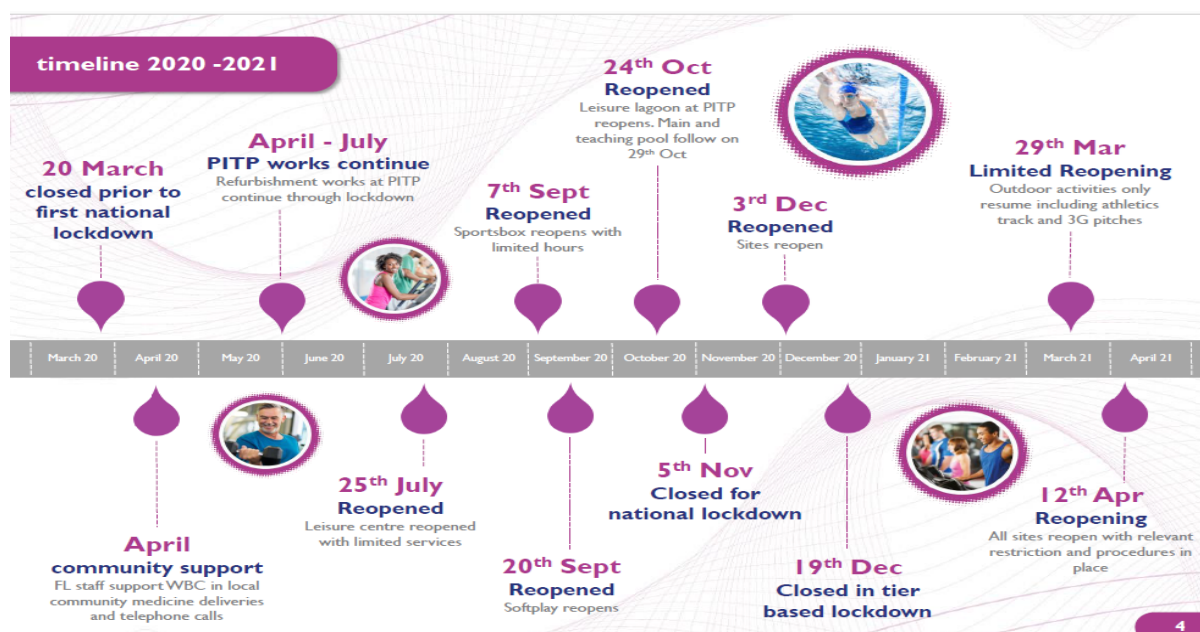 timeline 2020 -2021
20 March
closed prior to
first national
lockdown
April - July
PITP works continue
Refurbishment works at PITP
continue through lockdown
7th Sept
Reopened
Sportsbox reopens with
limited hours
24th Oct
Reopened
Leisure lagoon at PITP
reopens. Main and
teaching pool follow on
29th Oct
3rd Dec
Reopened
Sites reopen
29th Mar
Limited Reopening
Outdoor activities only
resume including athletics
track and 3G pitches
March 20
April 20
May 20
June 20
July 20
August 20
September 20
October 20
November 20
December 20
January 21
February 21
March 21
April 21
April
community support
FL staff support WBC in local
community medicine deliveries
and telephone calls
25th July
Reopened
Leisure centre reopened
with limited services
20th Sept
Reopened
Softplay reopens
5th Nov
Closed for
national lockdown
19th Dec
Closed in tier
based lockdown
12th Apr
Reopening
All sites reopen with relevant
restriction and procedures in
place
4